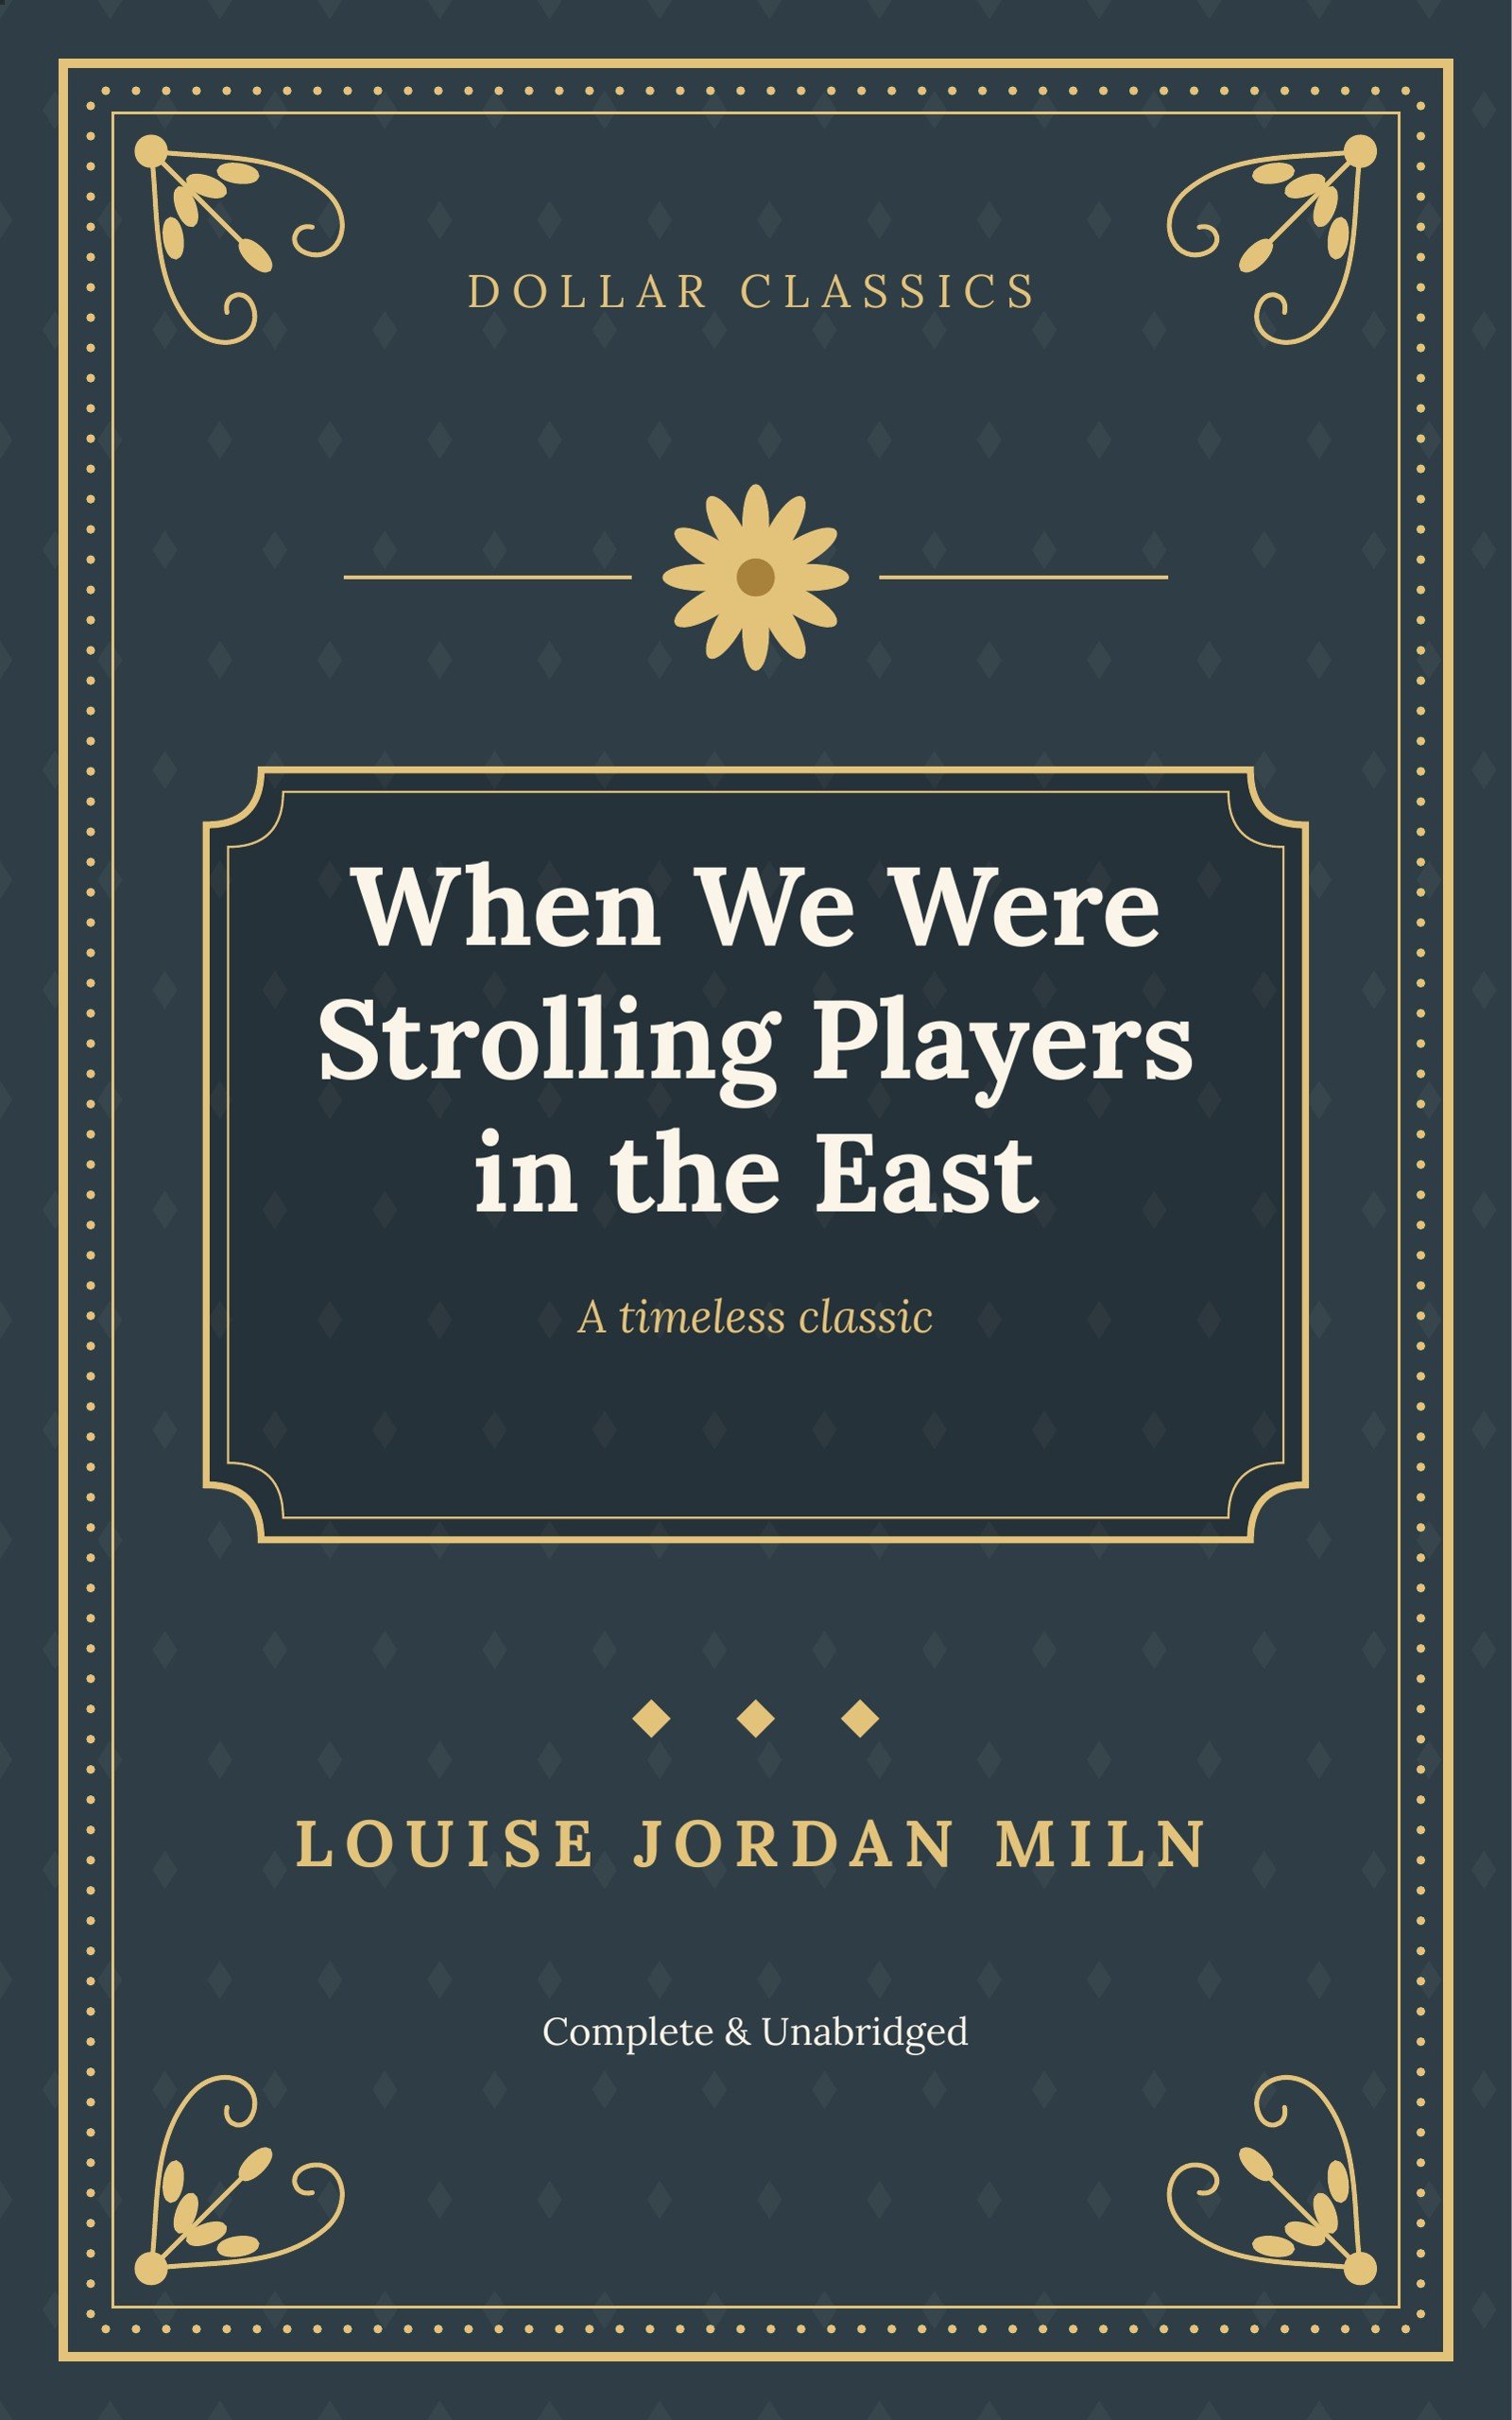 DOLLAR CLASSICS
When We Were
Strolling Players
in the East
A timeless classic
LOUISE JORDAN MILN
Complete & Unabridged